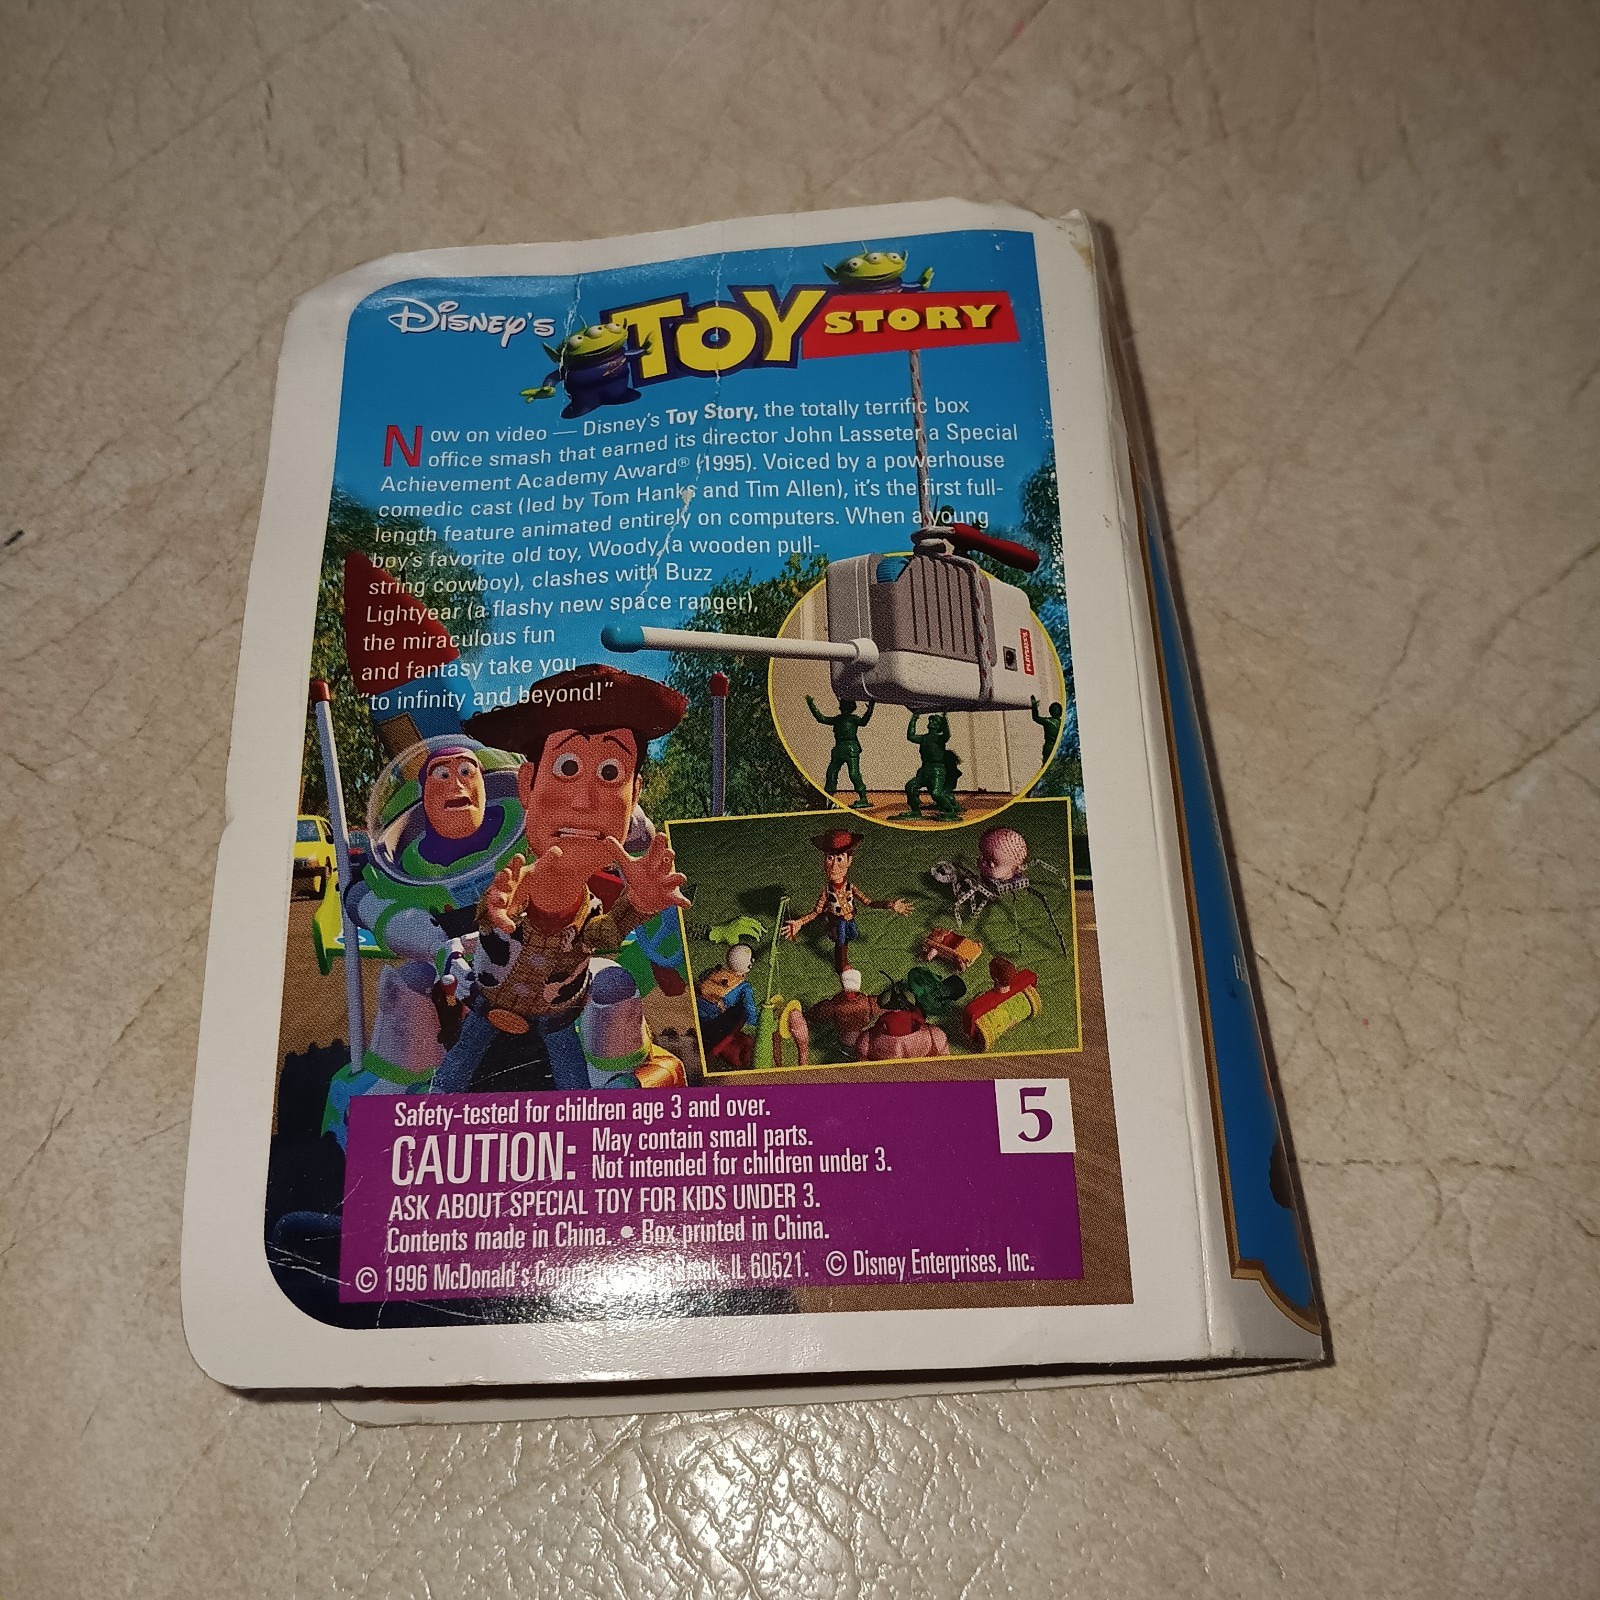 Disney's
TOY STORY
Now on video — Disney's Toy Story, the totally terrific box
office smash that earned its director John Lasseter a Special
Achievement Academy Award® (1995). Voiced by a powerhouse
comedic cast (led by Tom Hanks and Tim Allen), it's the first full-
length feature animated entirely on computers. When a young
boy's favorite old toy, Woody (a wooden pull-
string cowboy), clashes with Buzz
Lightyear (a flashy new space ranger),
the miraculous fun
and fantasy take you
"to infinity and beyond!"
PLAYSKOOL
Safety-tested for children age 3 and over.
5
CAUTION: May contain small parts.
Not intended for children under 3.
ASK ABOUT SPECIAL TOY FOR KIDS UNDER 3.
Contents made in China. • Box printed in China.
© 1996 McDonald's IL 60521. © Disney Enterprises, Inc.